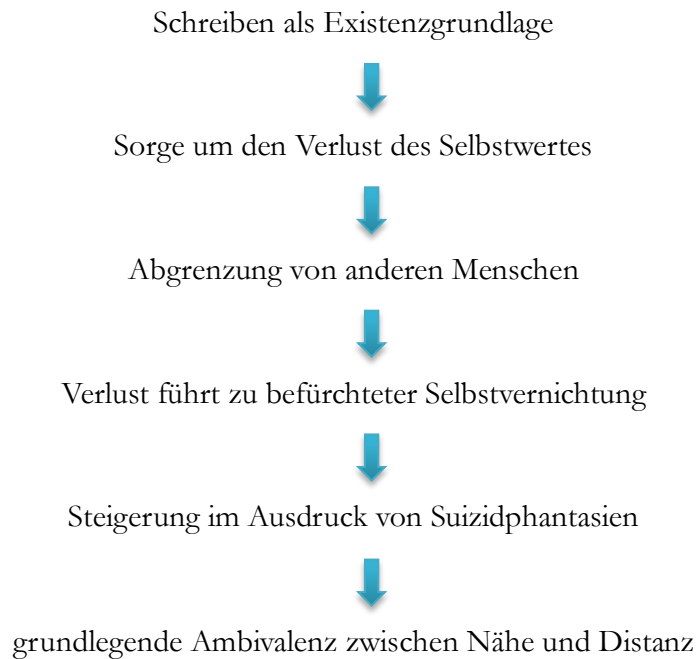 Schreiben als Existenzgrundlage
Sorge um den Verlust des Selbstwertes
Abgrenzung von anderen Menschen
Verlust führt zu befürchteter Selbstvernichtung
Steigerung im Ausdruck von Suizidphantasien
grundlegende Ambivalenz zwischen Nähe und Distanz